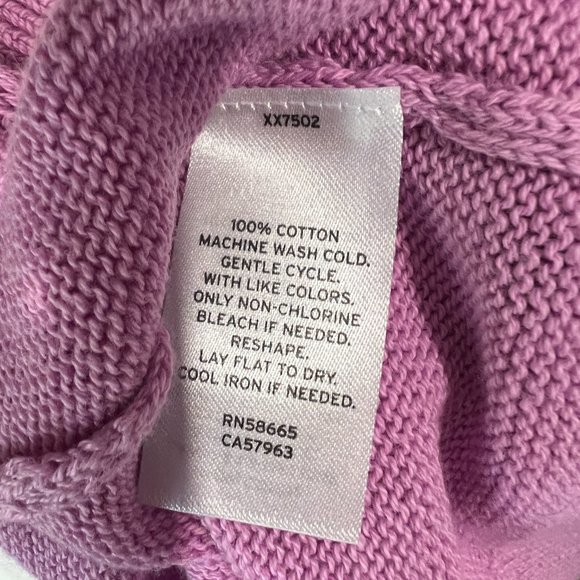 XX7502
100% COTTON
MACHINE WASH COLD.
GENTLE CYCLE.
WITH LIKE COLORS.
ONLY NON-CHLORINE
BLEACH IF NEEDED.
RESHAPE.
LAY FLAT TO DRY.
COOL IRON IF NEEDED.
RN58665
CA57963